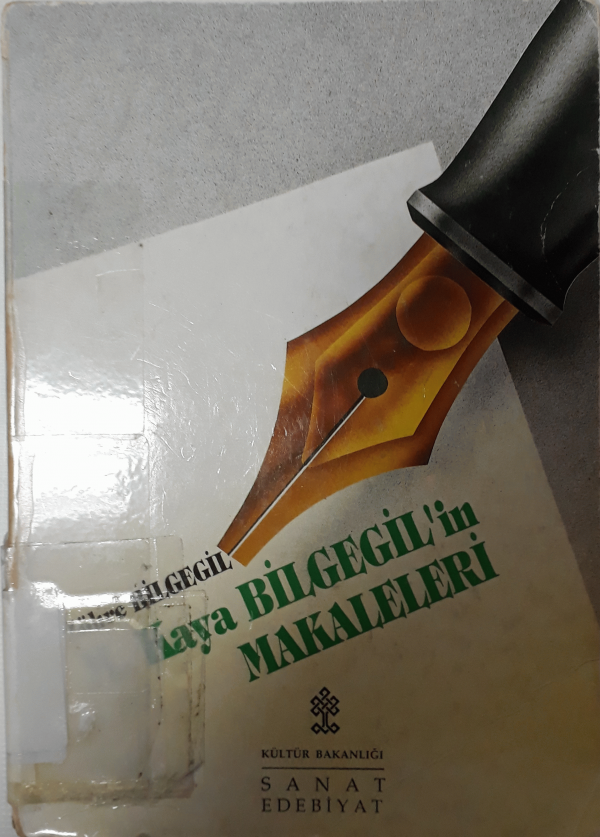 BİLGEGİL
Kaya BİLGEGİL'in
MAKALELERİ
KÜLTÜR BAKANLIĞI
SANAT
EDEBİYAT